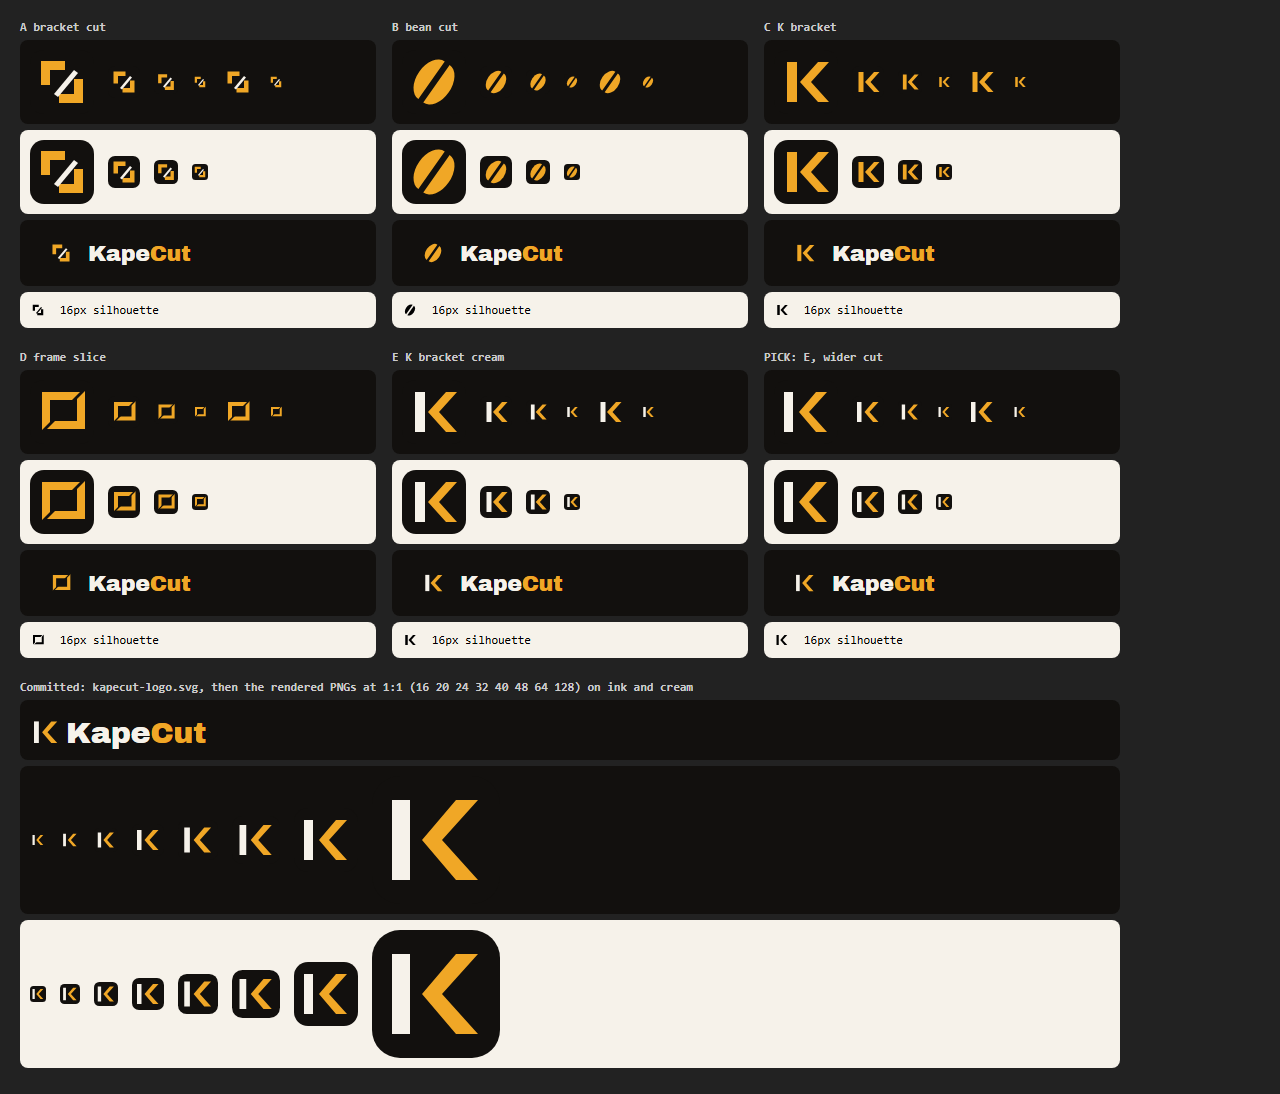 A bracket cut
B bean cut
C K bracket
KapeCut
KapeCut
KapeCut
16px silhouette
16px silhouette
16px silhouette
D frame slice
E K bracket cream
PICK: E, wider cut
KapeCut
KapeCut
KapeCut
16px silhouette
16px silhouette
16px silhouette
Committed: kapecut-logo.svg, then the rendered PNGs at 1:1 (16 20 24 32 40 48 64 128) on ink and cream
KapeCut